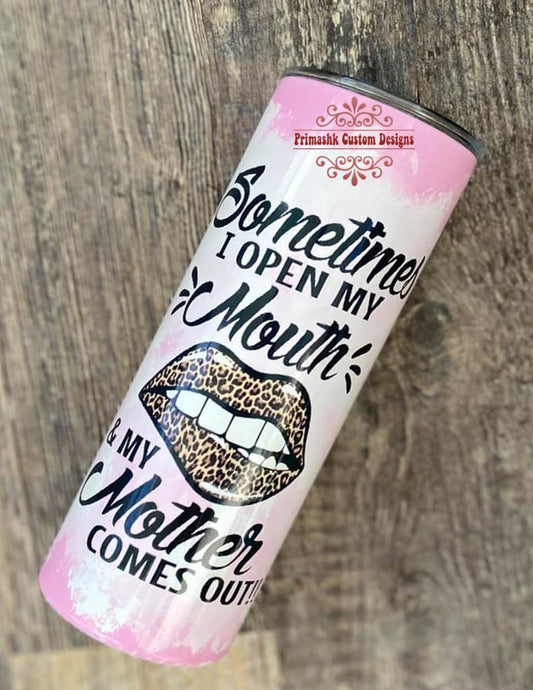 Primashk Custom Designs
Sometimes
I OPEN MY
Mouth
& MY
Mother
COMES OUT!!